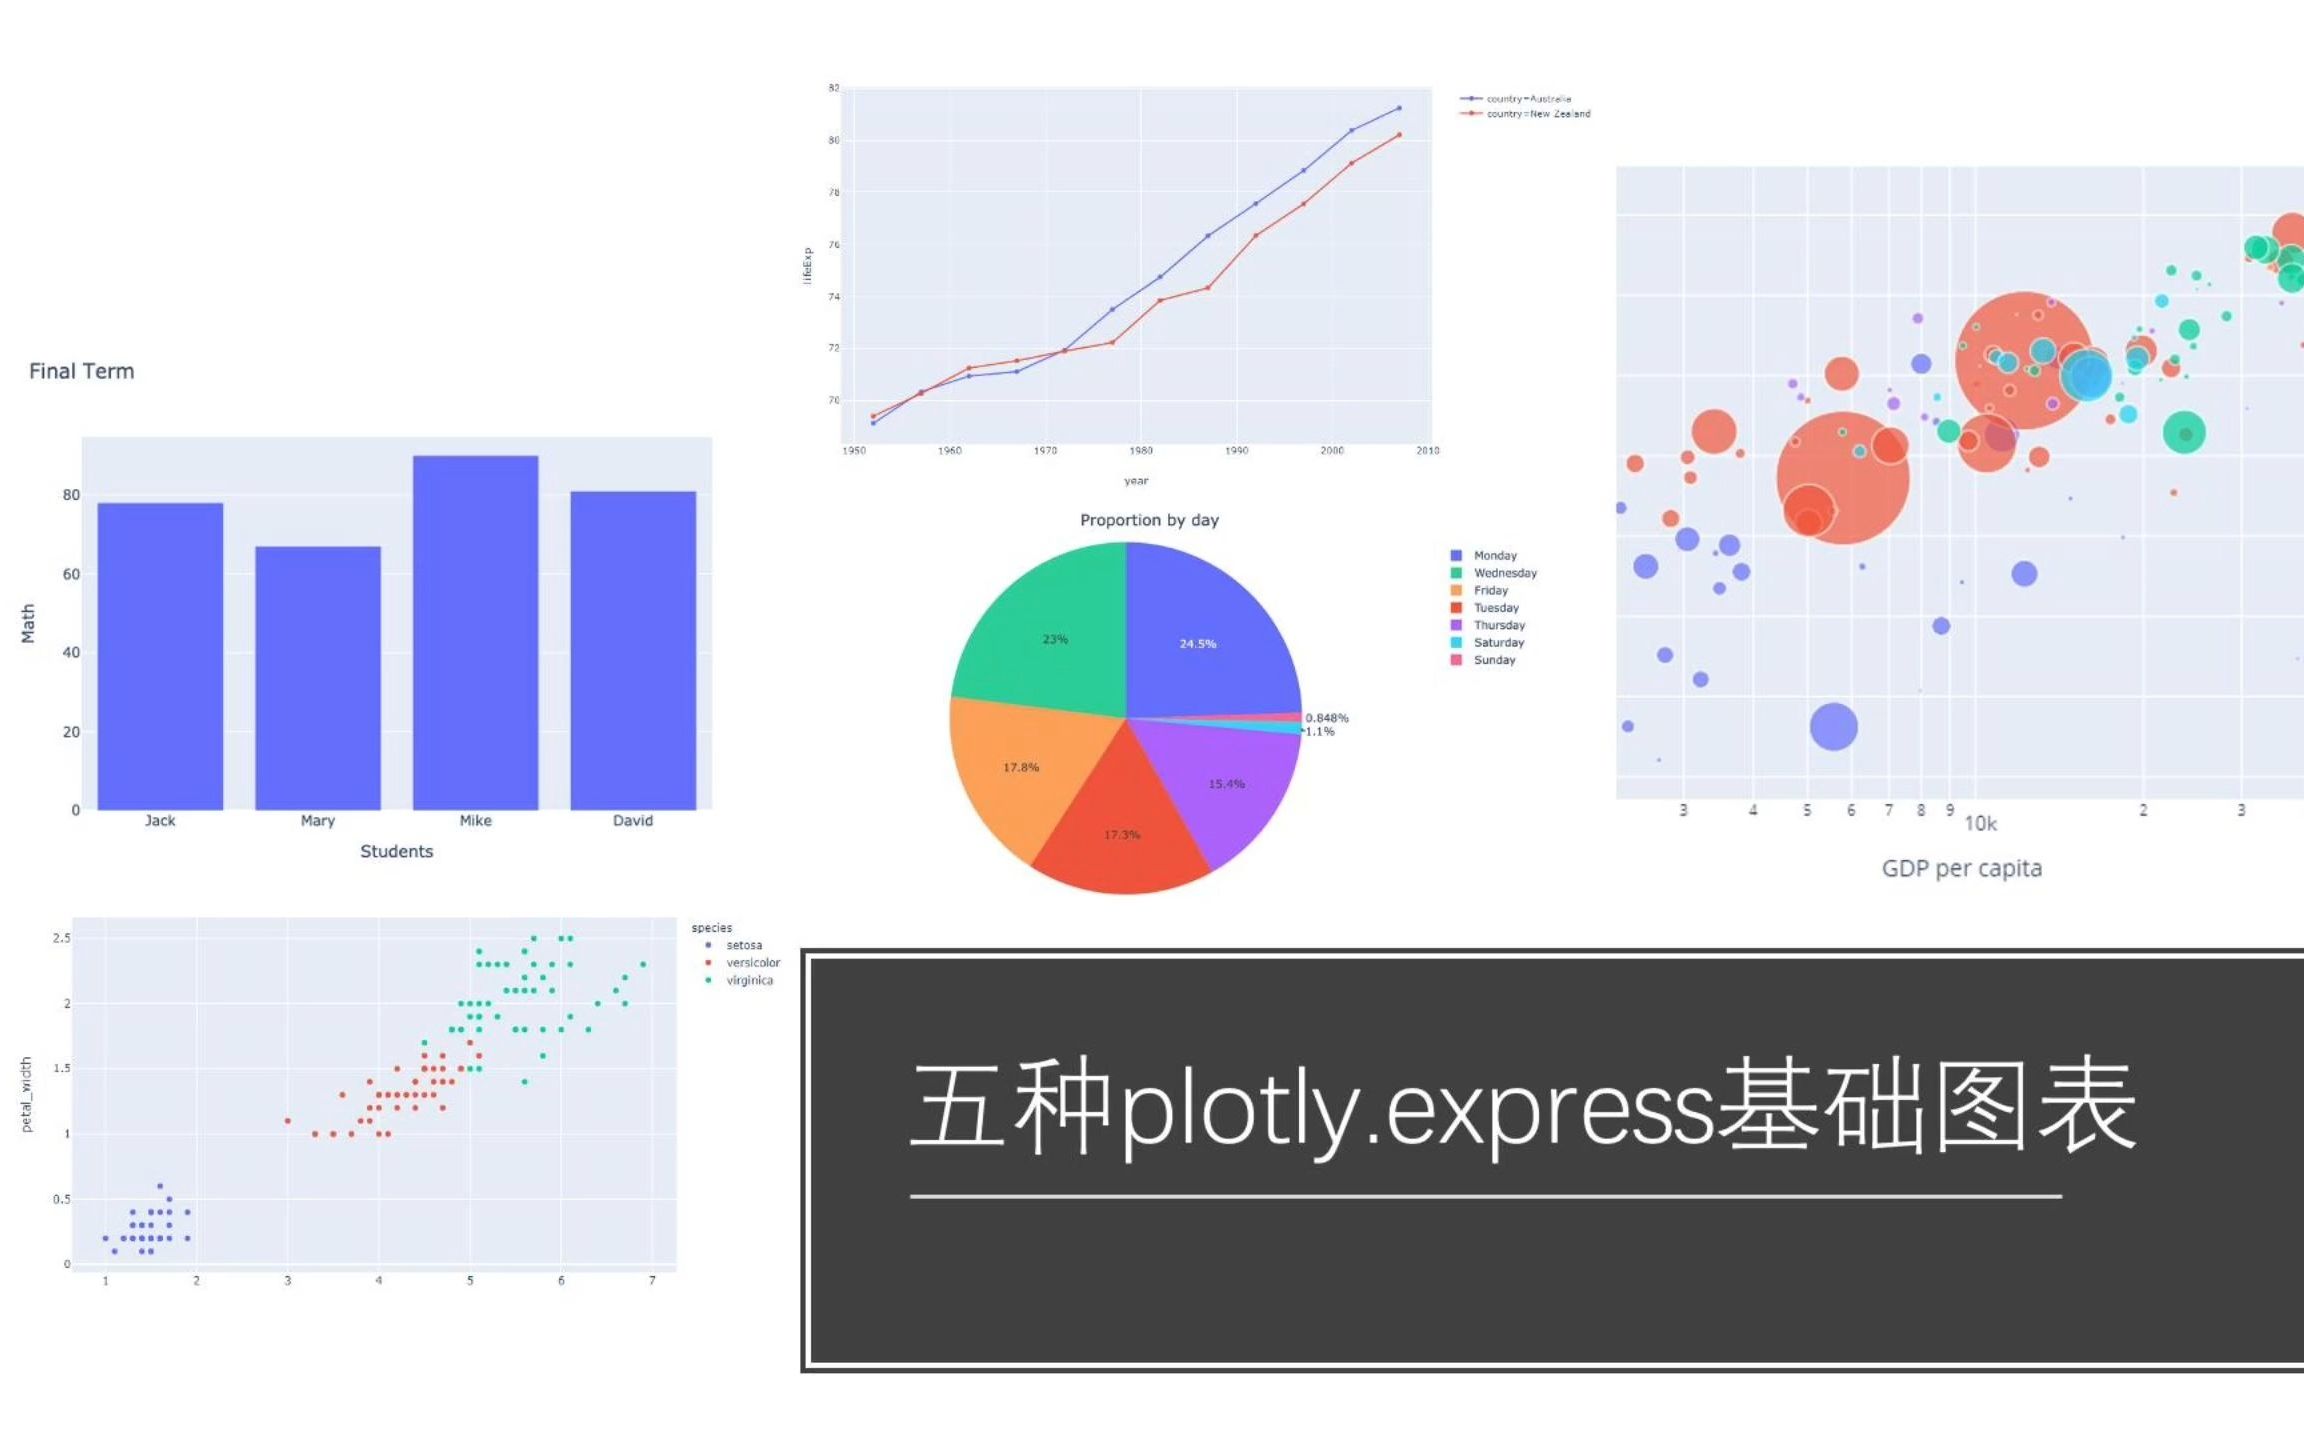 82
80
78
76
74
72
70
lifeExp
1950 1960 1970 1980 1990 2000 2010
year
country=Australia
country=New Zealand
Final Term
80
60
40
20
0
Math
Jack Mary Mike David
Students
Proportion by day
23%
24.5%
0.848%
1.1%
17.8%
15.4%
17.3%
Monday
Wednesday
Friday
Tuesday
Thursday
Saturday
Sunday
3 4 5 6 7 8 9 10k 2 3
GDP per capita
2.5
2
1.5
1
0.5
0
petal_width
1 2 3 4 5 6 7
species
setosa
versicolor
virginica
五种plotly.express基础图表